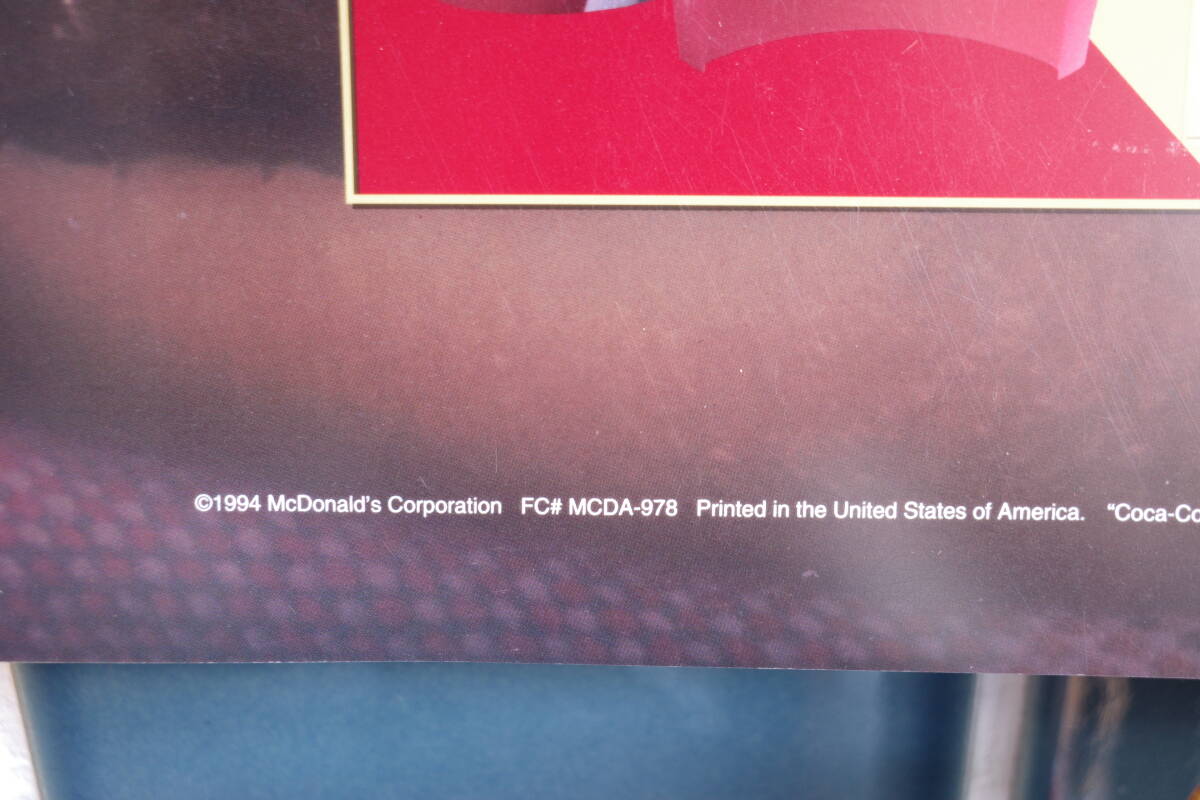 ©1994 McDonald's Corporation FC# MCDA-978 Printed in the United States of America. “Coca-Co